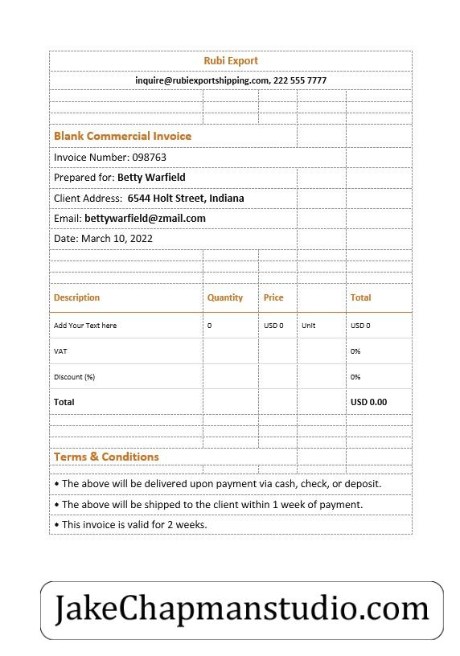 Rubi Export
inquire@rubiexportshipping.com, 222 555 7777
Blank Commercial Invoice
Invoice Number: 098763
Prepared for: Betty Warfield
Client Address: 6544 Holt Street, Indiana
Email: bettywarfield@zmail.com
Date: March 10, 2022
Description Quantity Price Total
Add Your Text here 0 USD 0 Unit USD 0
VAT 0%
Discount (%) 0%
Total USD 0.00
Terms & Conditions
• The above will be delivered upon payment via cash, check, or deposit.
• The above will be shipped to the client within 1 week of payment.
• This invoice is valid for 2 weeks.
JakeChapmanstudio.com